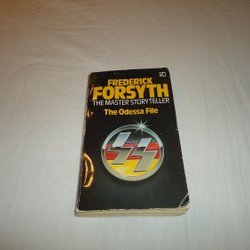 FREDERICK
FORSYTH
THE MASTER STORYTELLER
The Odessa File